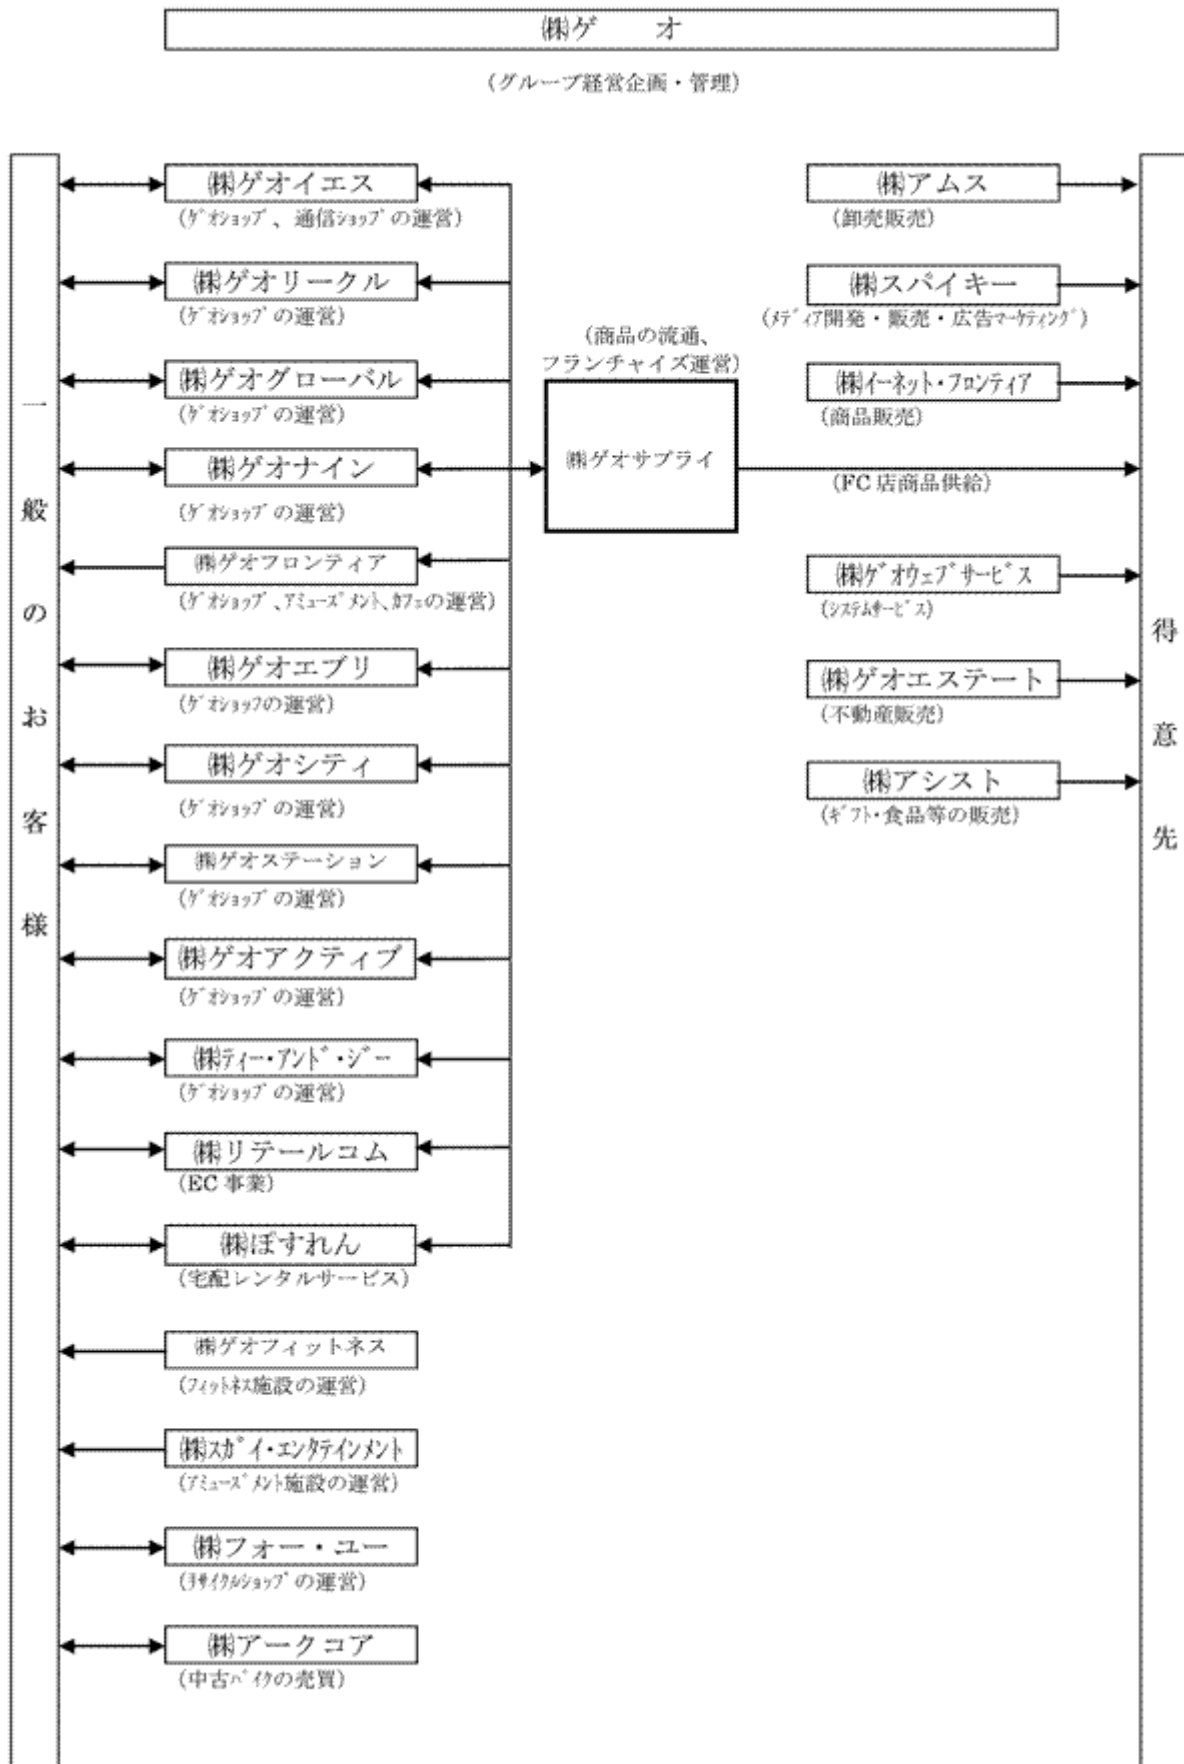 ㈱ゲ　オ
(グループ経営企画・管理)
一般のお客様
㈱ゲオイエス
(ゲオショップ、通信ショップの運営)
㈱ゲオリークル
(ゲオショップの運営)
㈱ゲオグローバル
(ゲオショップの運営)
㈱ゲオナイン
(ゲオショップの運営)
㈱ゲオフロンティア
(ゲオショップ、アミューズメント、カフェの運営)
㈱ゲオエブリ
(ゲオショップの運営)
㈱ゲオシティ
(ゲオショップの運営)
㈱ゲオステーション
(ゲオショップの運営)
㈱ゲオアクティブ
(ゲオショップの運営)
㈱ティー・アンド・ジー
(ゲオショップの運営)
㈱リテールコム
(EC 事業)
㈱ぽすれん
(宅配レンタルサービス)
㈱ゲオフィットネス
(フィットネス施設の運営)
㈱スガイ・エンタテインメント
(アミューズメント施設の運営)
㈱フォー・ユー
(リサイクルショップの運営)
㈱アークコア
(中古バイクの売買)
(商品の流通、
フランチャイズ運営)
㈱ゲオサプライ
(FC 店商品供給)
㈱アムス
(卸売販売)
㈱スパイキー
(メディア開発・販売・広告マーケティング)
㈱イーネット・フロンティア
(商品販売)
㈱ゲオウェブサービス
(システムサービス)
㈱ゲオエステート
(不動産販売)
㈱アシスト
(ギフト・食品等の販売)
得意先